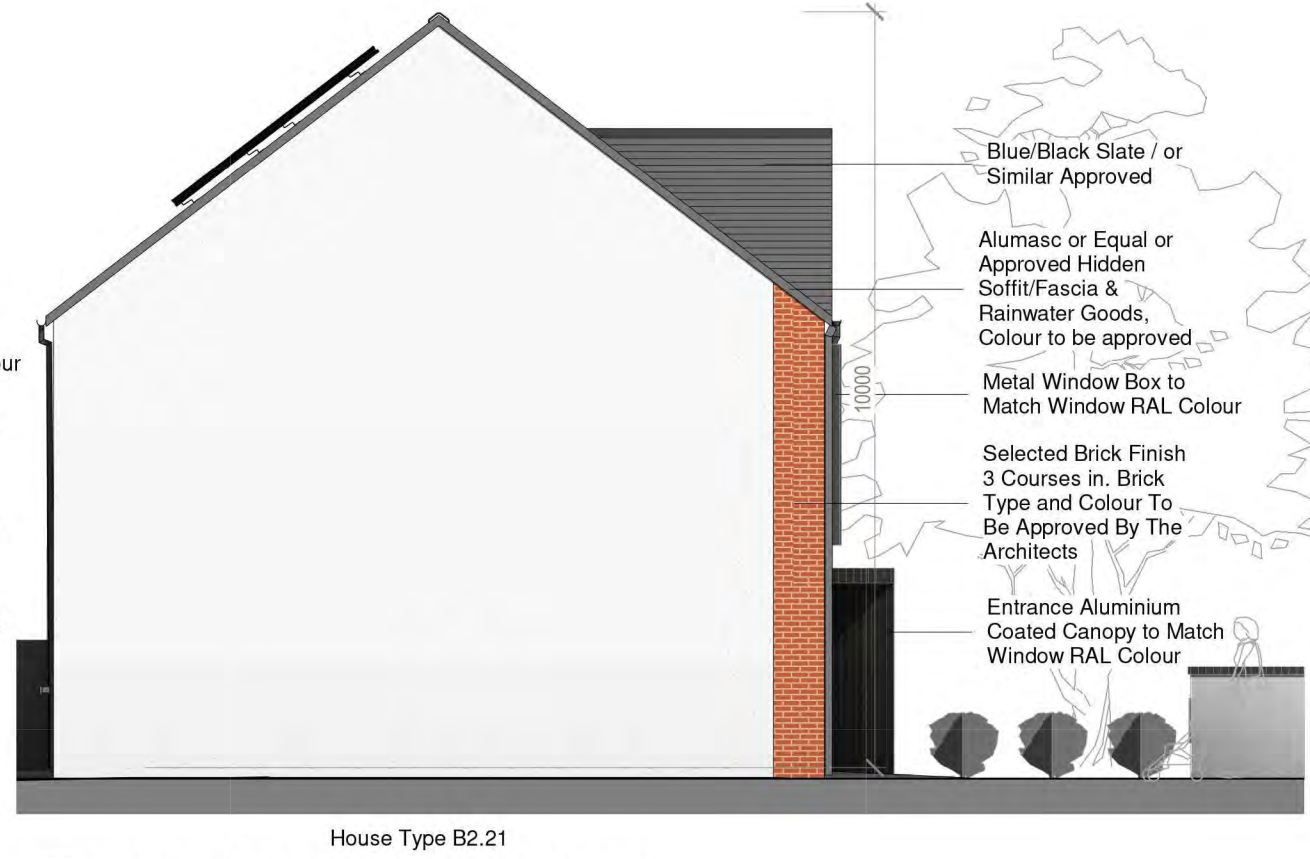 Blue/Black Slate / or
Similar Approved
Alumasc or Equal or
Approved Hidden
Soffit/Fascia &
Rainwater Goods,
Colour to be approved
our
Metal Window Box to
Match Window RAL Colour
10000
Selected Brick Finish
3 Courses in. Brick
Type and Colour To
Be Approved By The
Architects
Entrance Aluminium
Coated Canopy to Match
Window RAL Colour
House Type B2.21